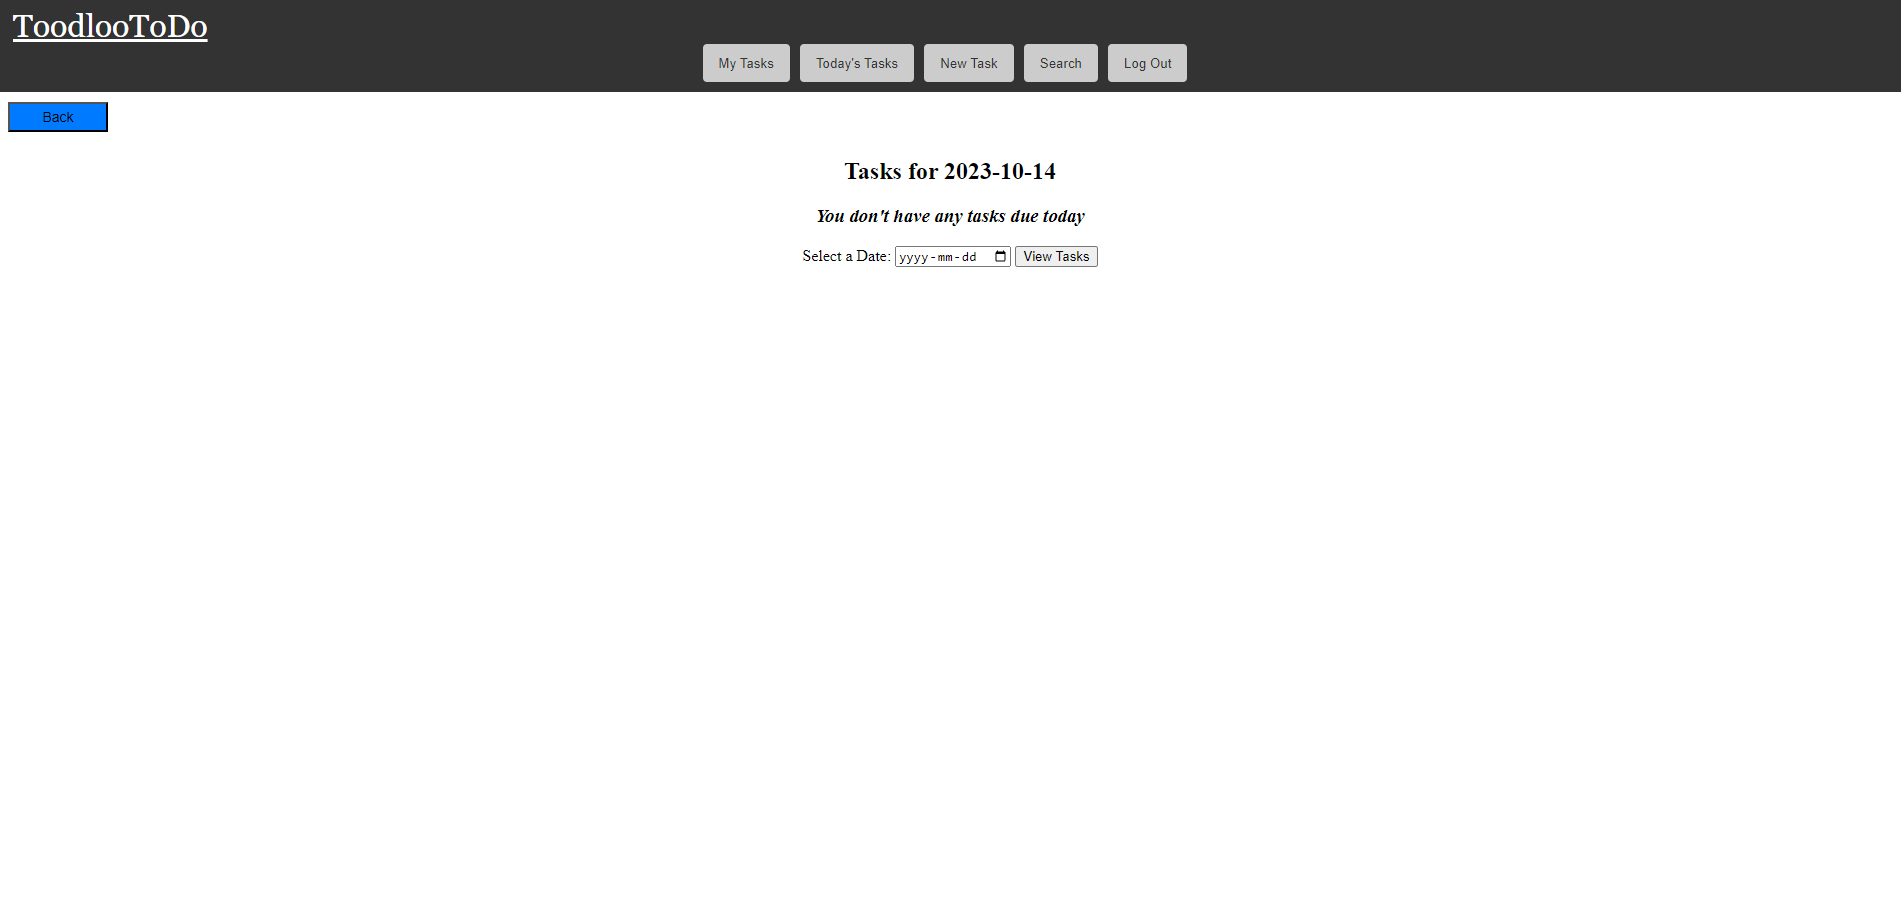 ToodlooToDo
My Tasks Today's Tasks New Task Search Log Out
Back
Tasks for 2023-10-14
You don't have any tasks due today
Select a Date: yyyy-mm-dd View Tasks